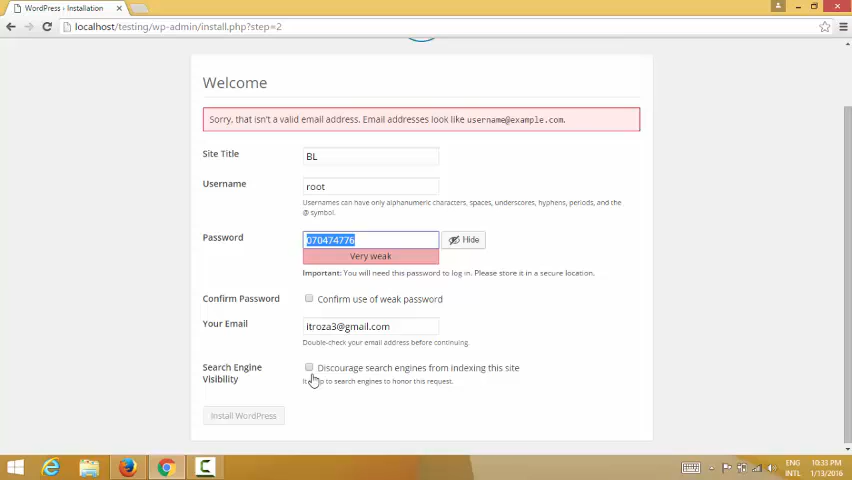 WordPress › Installation
localhost/testing/wp-admin/install.php?step=2
Welcome
Sorry, that isn't a valid email address. Email addresses look like username@example.com.
Site Title
BL
Username
root
Usernames can have only alphanumeric characters, spaces, underscores, hyphens, periods, and the
@ symbol.
Password
070474776
Hide
Very weak
Important: You will need this password to log in. Please store it in a secure location.
Confirm Password
Confirm use of weak password
Your Email
itroza3@gmail.com
Double-check your email address before continuing.
Search Engine
Visibility
Discourage search engines from indexing this site
to search engines to honor this request.
Install WordPress
ENG
INTL
10:33 PM
1/13/2016